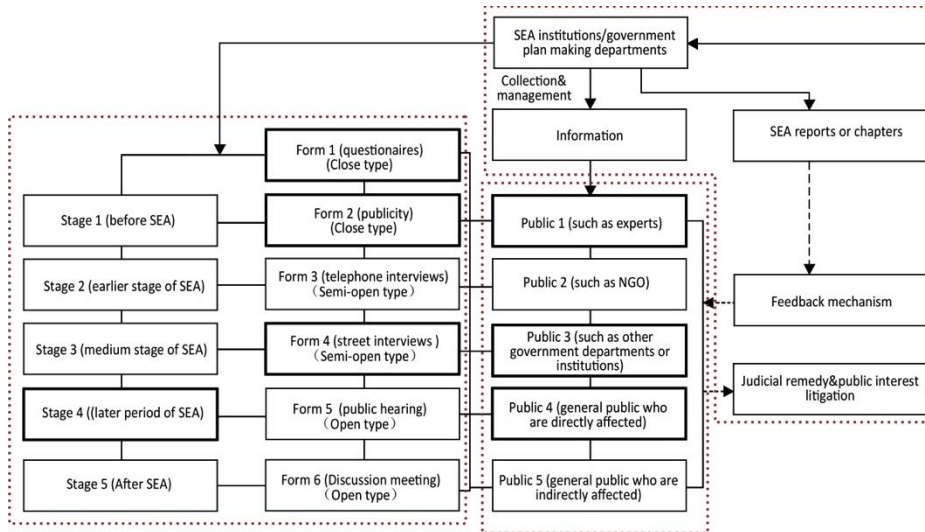 SEA institutions/government
plan making departments
Collection&
management
Information
SEA reports or chapters
Form 1 (questionaires)
(Close type)
Stage 1 (before SEA)
Form 2 (publicity)
(Close type)
Public 1 (such as experts)
Stage 2 (earlier stage of SEA)
Form 3 (telephone interviews)
（Semi-open type）
Public 2 (such as NGO)
Feedback mechanism
Stage 3 (medium stage of SEA)
Form 4 (street interviews )
（Semi-open type）
Public 3 (such as other
government departments or
institutions)
Judicial remedy&public interest
litigation
Stage 4 ((later period of SEA)
Form 5 (public hearing)
（Open type）
Public 4 (general public who
are directly affected)
Stage 5 (After SEA)
Form 6 (Discussion meeting)
（Open type）
Public 5 (general public who are
indirectly affected)